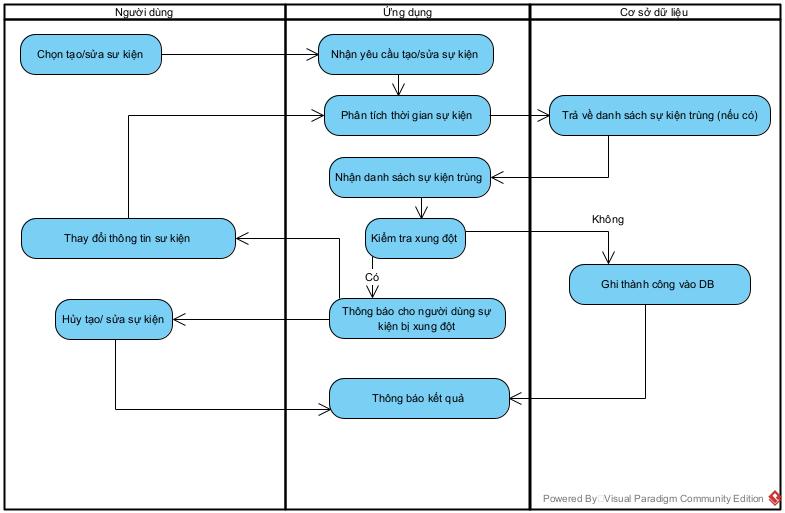 Người dùng
Ứng dụng
Cơ sở dữ liệu
Chọn tạo/sửa sư kiện
Nhận yêu cầu tạo/sửa sự kiện
Phân tích thời gian sự kiện
Trả về danh sách sự kiện trùng (nếu có)
Nhận danh sách sự kiện trùng
Thay đổi thông tin sư kiện
Kiểm tra xung đột
Không
Có
Ghi thành công vào DB
Hủy tạo/ sửa sự kiện
Thông báo cho người dùng sự
kiện bị xung đột
Thông báo kết quả
Powered By Visual Paradigm Community Edition